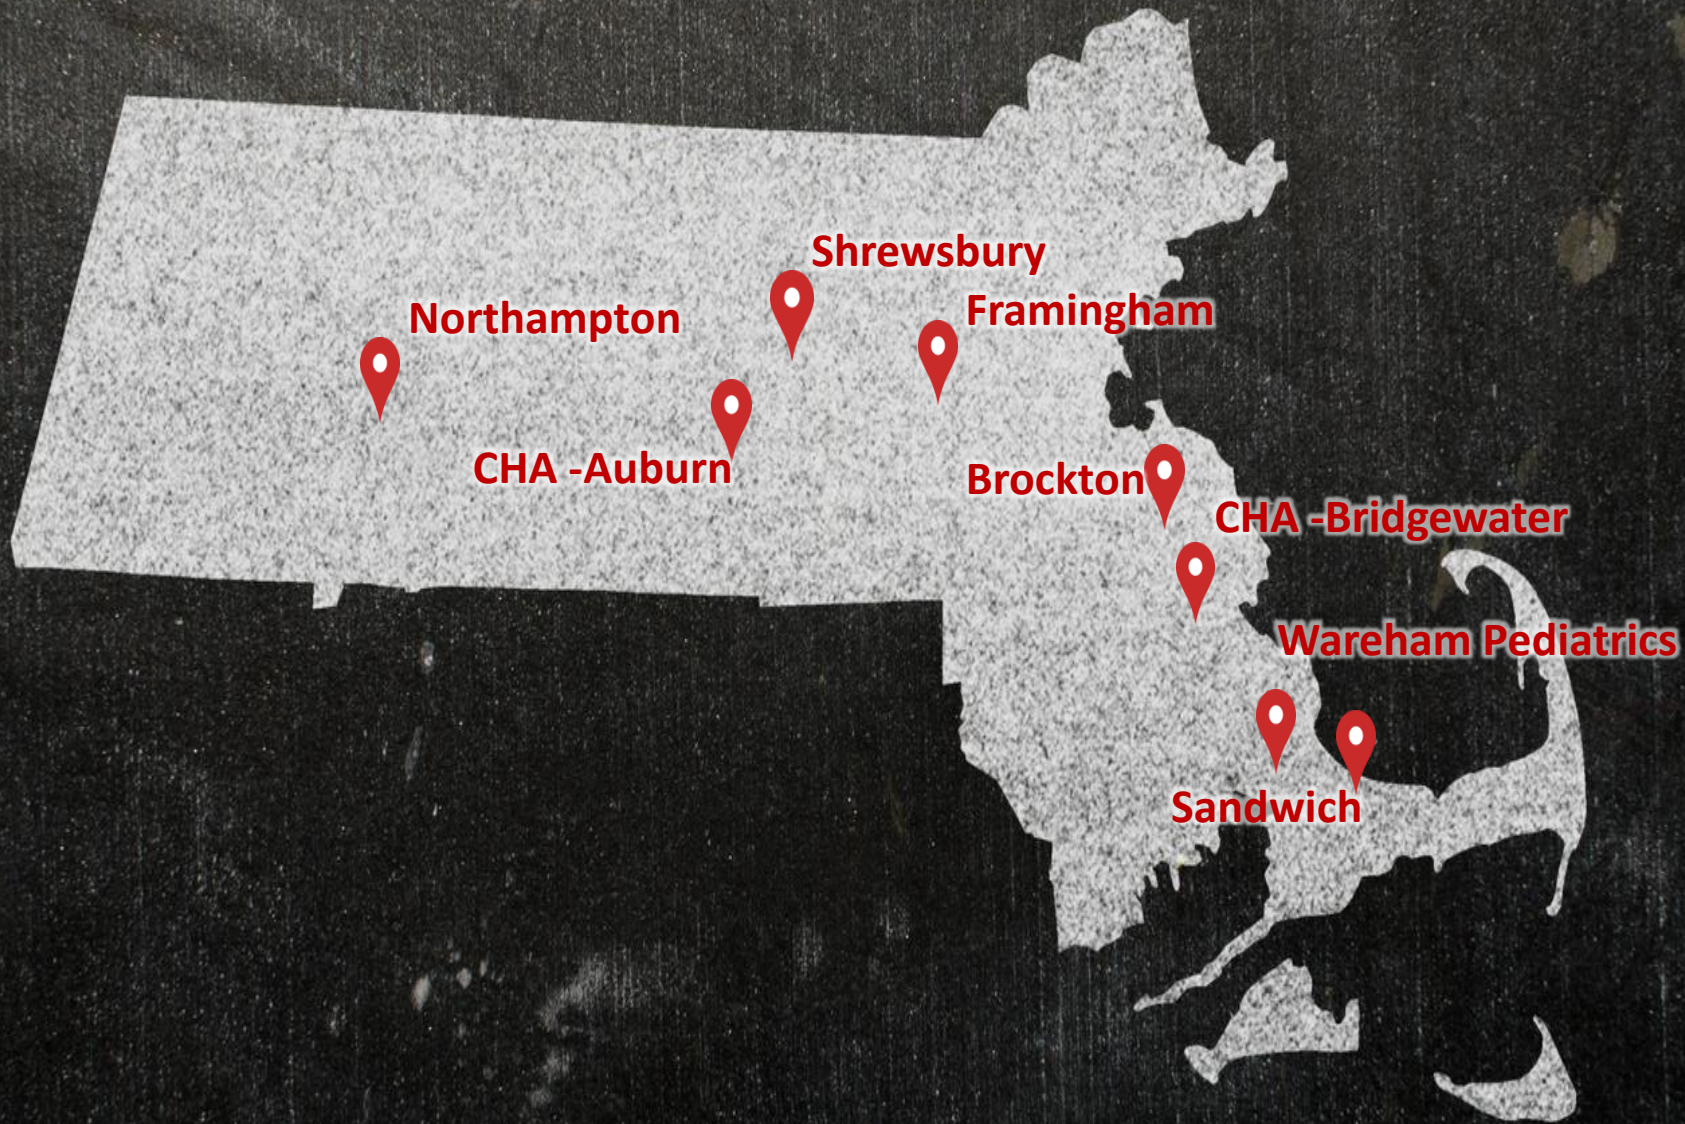 Shrewsbury
Framingham
Northampton
CHA -Auburn
Brockton
CHA -Bridgewater
Wareham Pediatrics
Sandwich